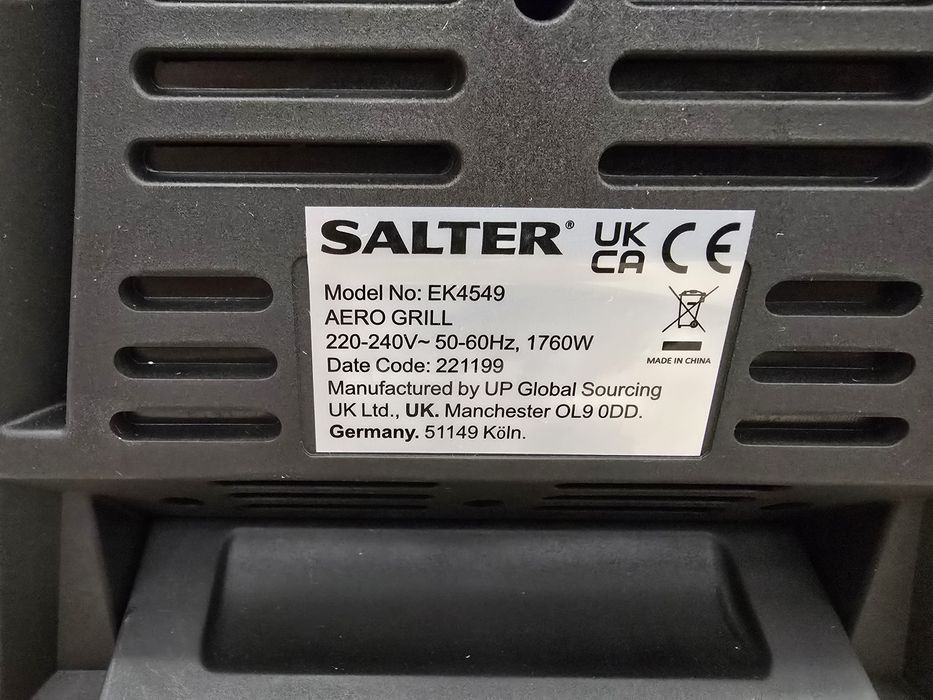 SALTER® UK CA CE
Model No: EK4549
AERO GRILL
220-240V~ 50-60Hz, 1760W
Date Code: 221199
MADE IN CHINA
Manufactured by UP Global Sourcing
UK Ltd., UK. Manchester OL9 0DD.
Germany. 51149 Köln.